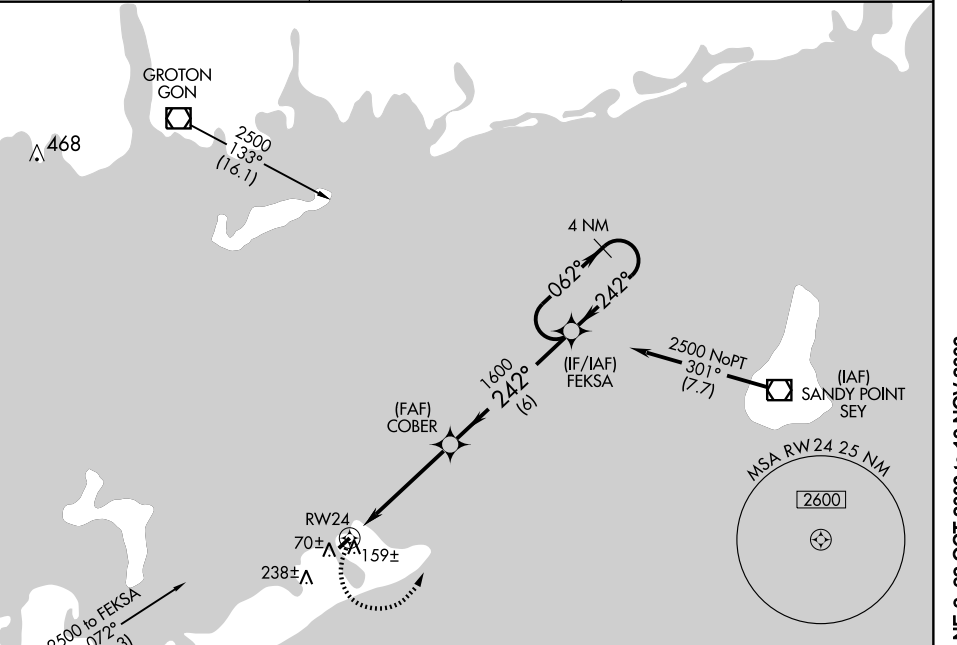 GROTON
GON
468
2500
133°
(16.1)
4 NM
062°
242°
(IF/IAF)
FEKSA
2500 NoPT
301°
(7.7)
(IAF)
SANDY POINT
SEY
1600
242°
(6)
(FAF)
COBER
MSA RW24 25 NM
2600
RW24
70±
159±
238±
2500 to FEKSA
072°